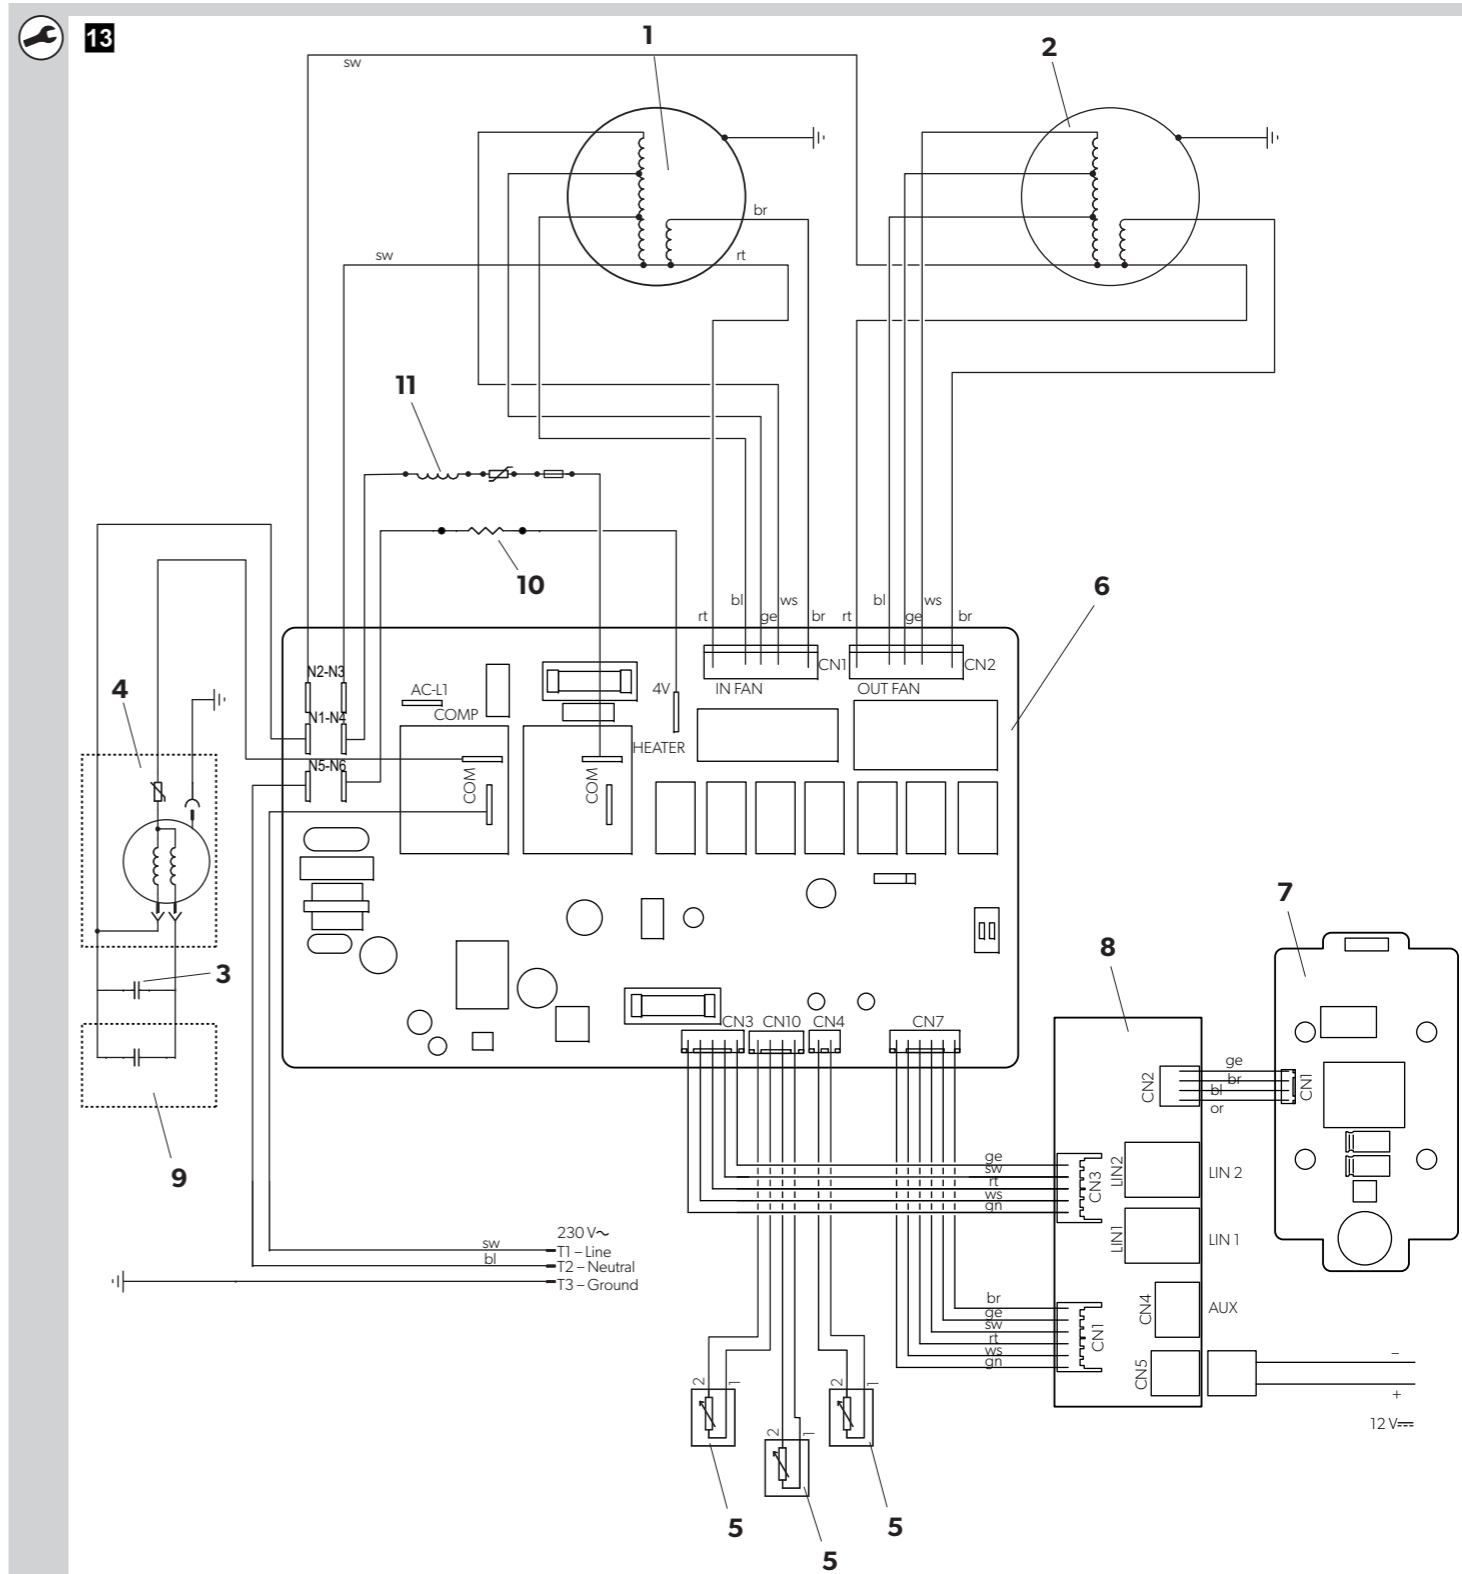 13
1
2
sw
br
sw
rt
11
10
bl
ws
rt
ge
br
bl
ws
rt
ge
br
6
N2-N3
CN1
CN2
AC-L1
4V
IN FAN
OUT FAN
4
N1-N4
COMP
HEATER
N5-N6
COM
COM
7
3
8
CN3
CN10
CN4
CN7
ge
br
bl
or
CN2
CN1
9
ge
sw
rt
ws
gn
CN3
LIN2
LIN 2
LIN1
LIN 1
230 V~
sw
T1 – Line
bl
T2 – Neutral
T3 – Ground
br
ge
sw
rt
ws
gn
CN1
CN4
AUX
CN5
–
+
12 V⎓
2
1
2
1
2
1
5
5
5